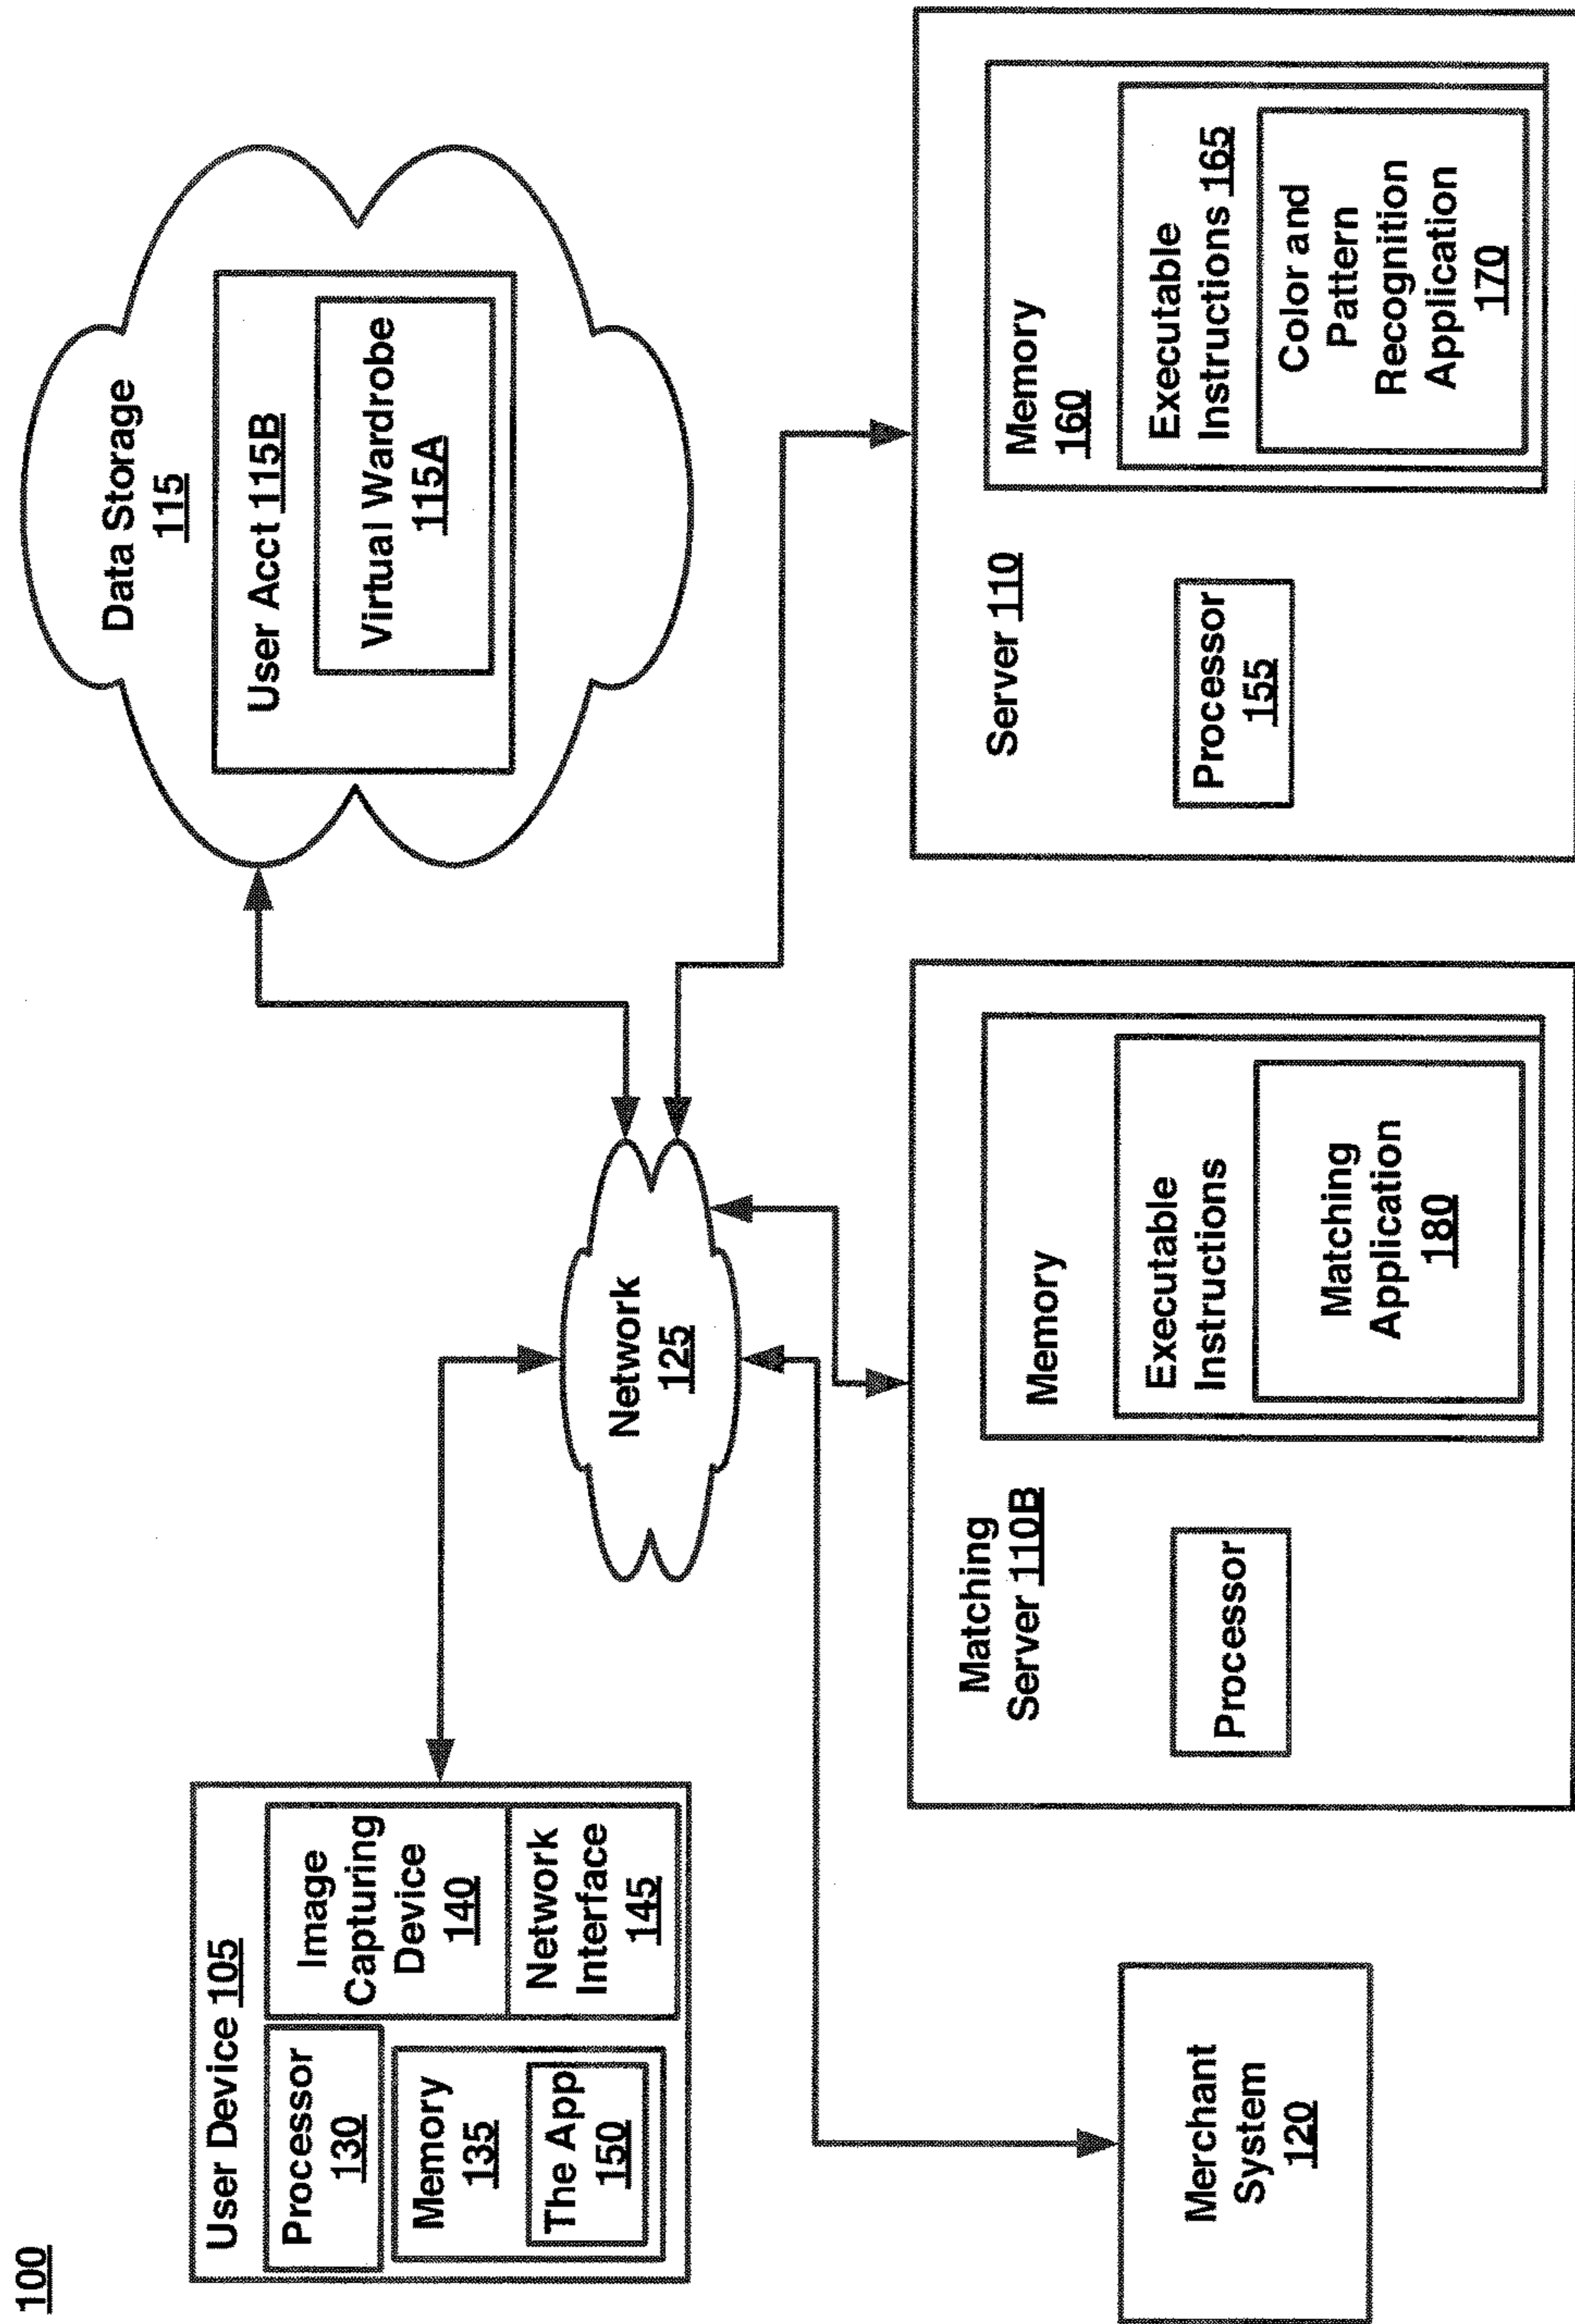 100
User Device 105
Processor
130
Memory
135
The App
150
Image
Capturing
Device
140
Network
Interface
145
Network
125
Data Storage
115
User Acct 115B
Virtual Wardrobe
115A
Merchant
System
120
Matching
Server 110B
Processor
Memory
Executable
Instructions
Matching
Application
180
Server 110
Processor
155
Memory
160
Executable
Instructions 165
Color and
Pattern
Recognition
Application
170